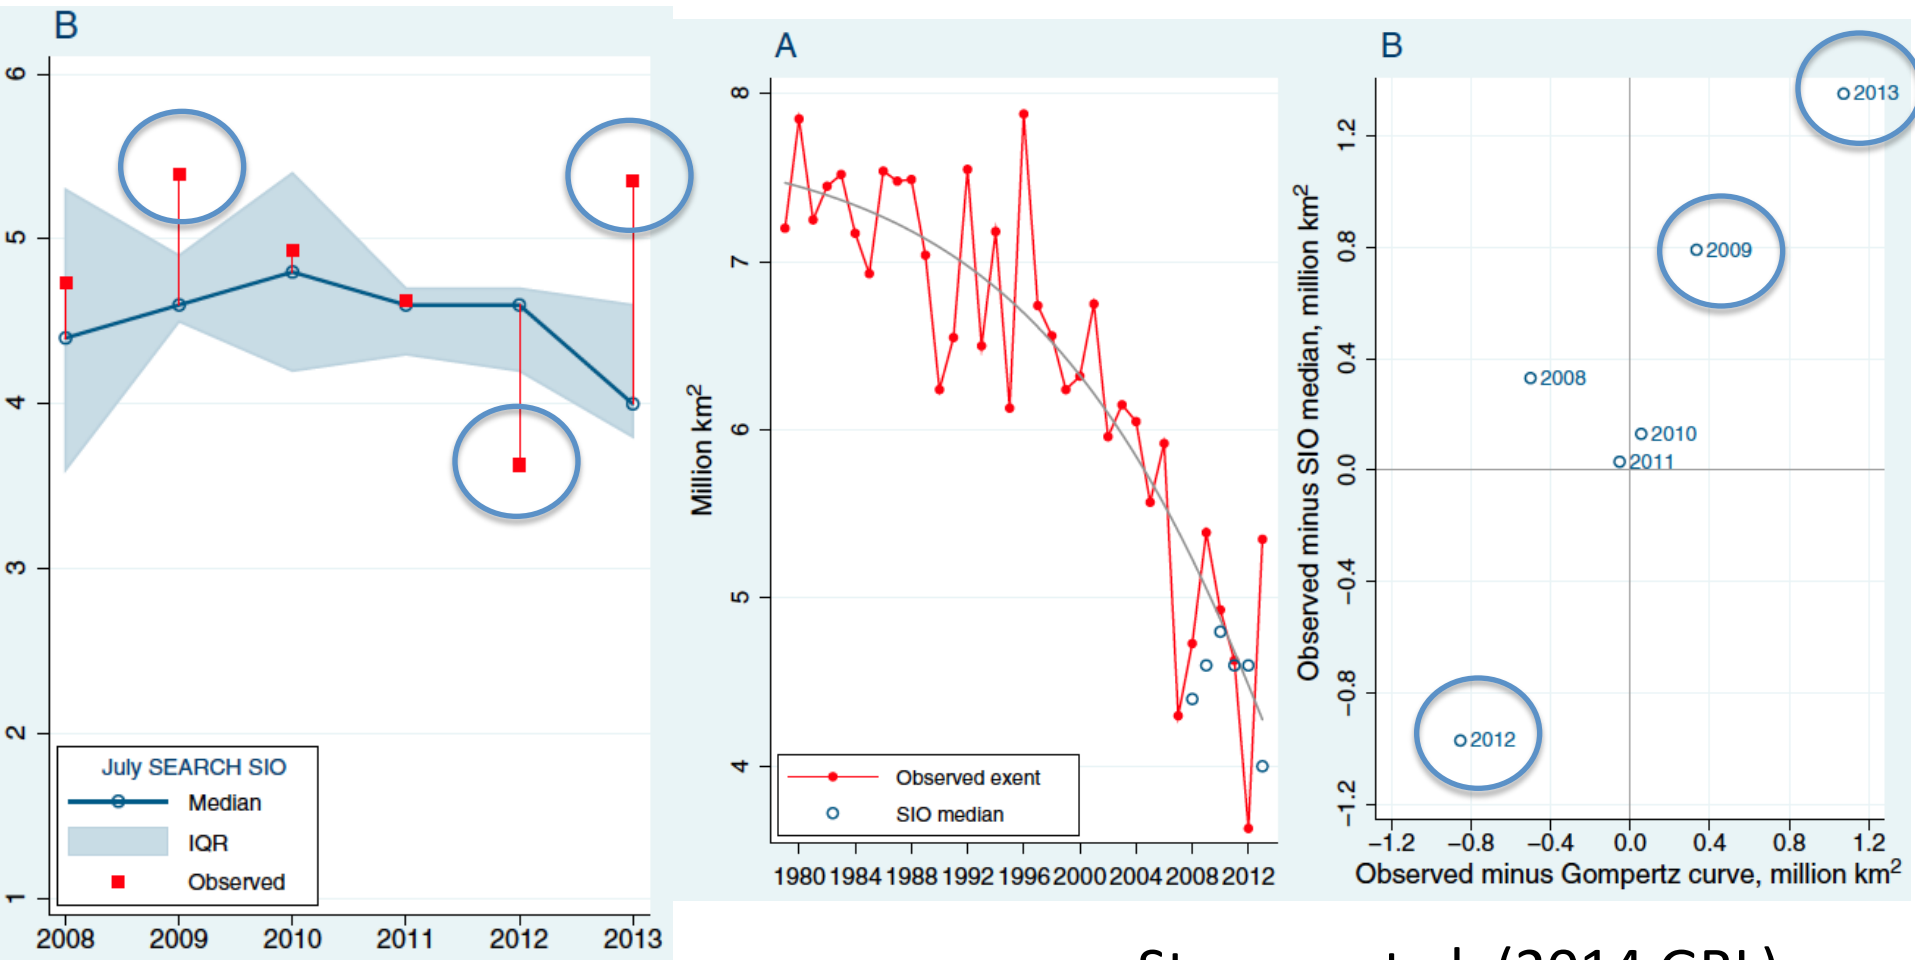 B
6
5
4
3
2
1
July SEARCH SIO
Median
IQR
Observed
2008 2009 2010 2011 2012 2013
A
Million km2
8
7
6
5
4
Observed exent
SIO median
1980 1984 1988 1992 1996 2000 2004 2008 2012
B
Observed minus SIO median, million km2
1.2
0.8
0.4
0.0
−0.4
−0.8
−1.2
2013
2009
2008
2010
2011
2012
−1.2 −0.8 −0.4 0.0 0.4 0.8 1.2
Observed minus Gompertz curve, million km2
(2014 GRL)